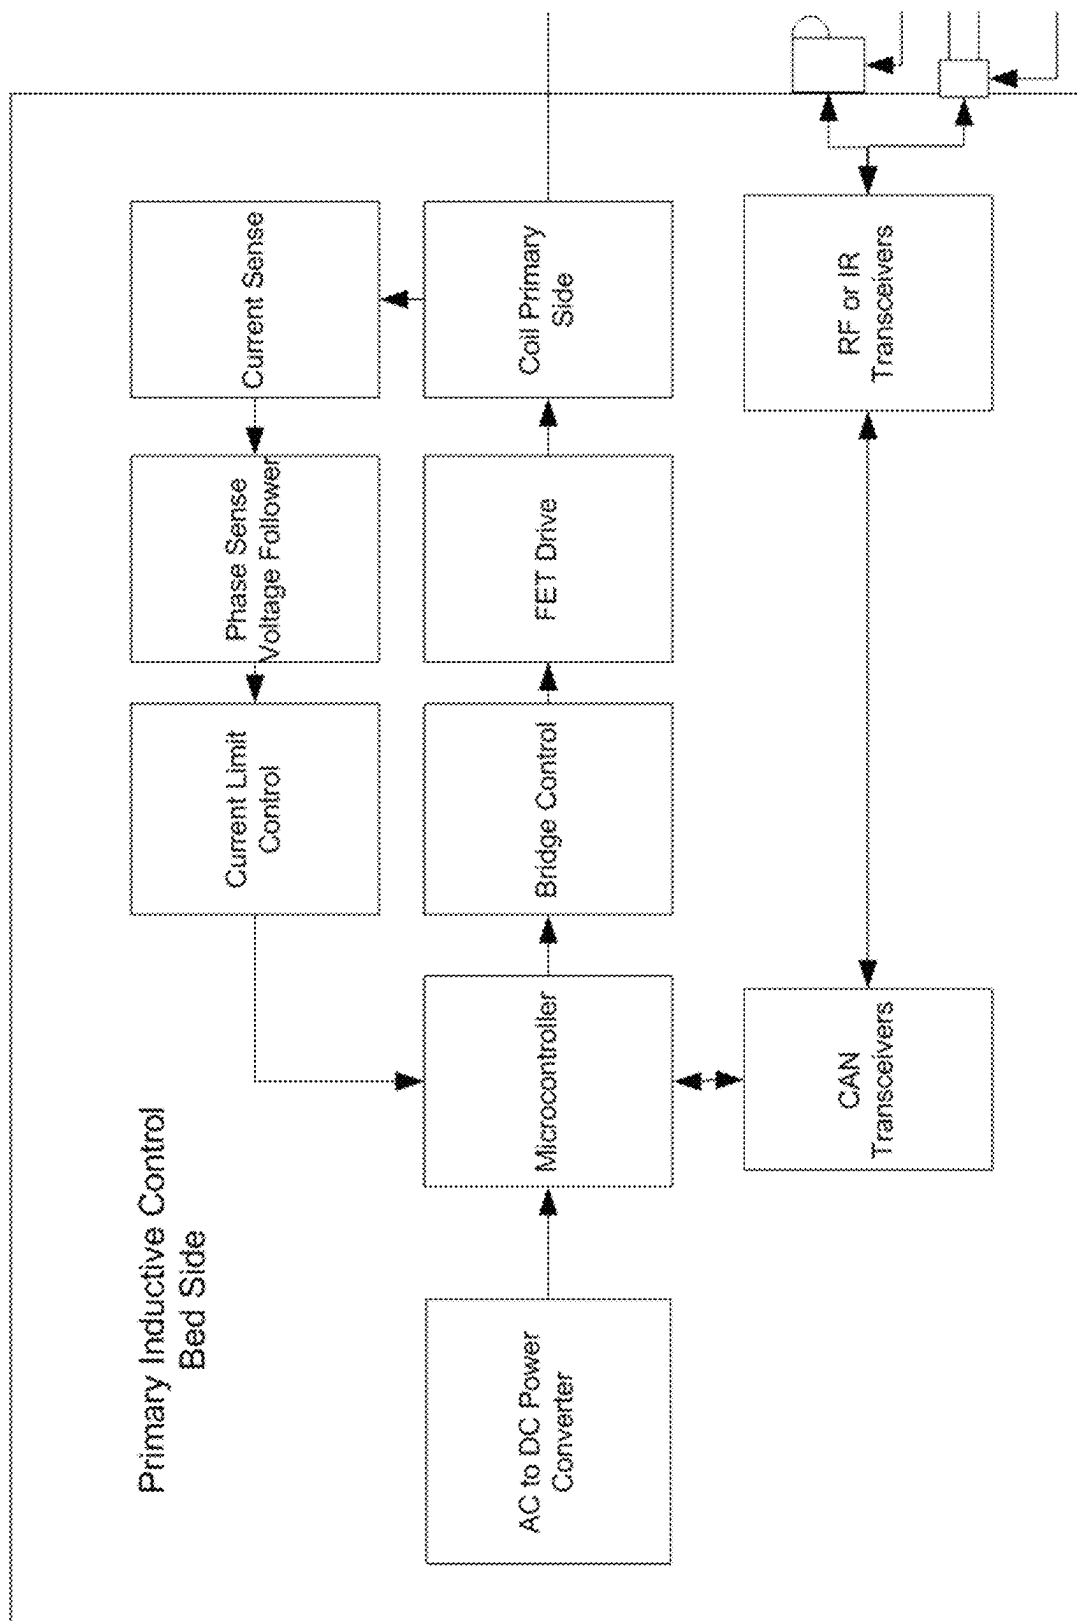 Primary Inductive Control
Bed Side
Current Limit
Control
Phase Sense
Voltage Follower
Current Sense
AC to DC Power
Converter
Microcontroller
Bridge Control
FET Drive
Coil Primary
Side
CAN
Transceivers
RF or IR
Transceivers